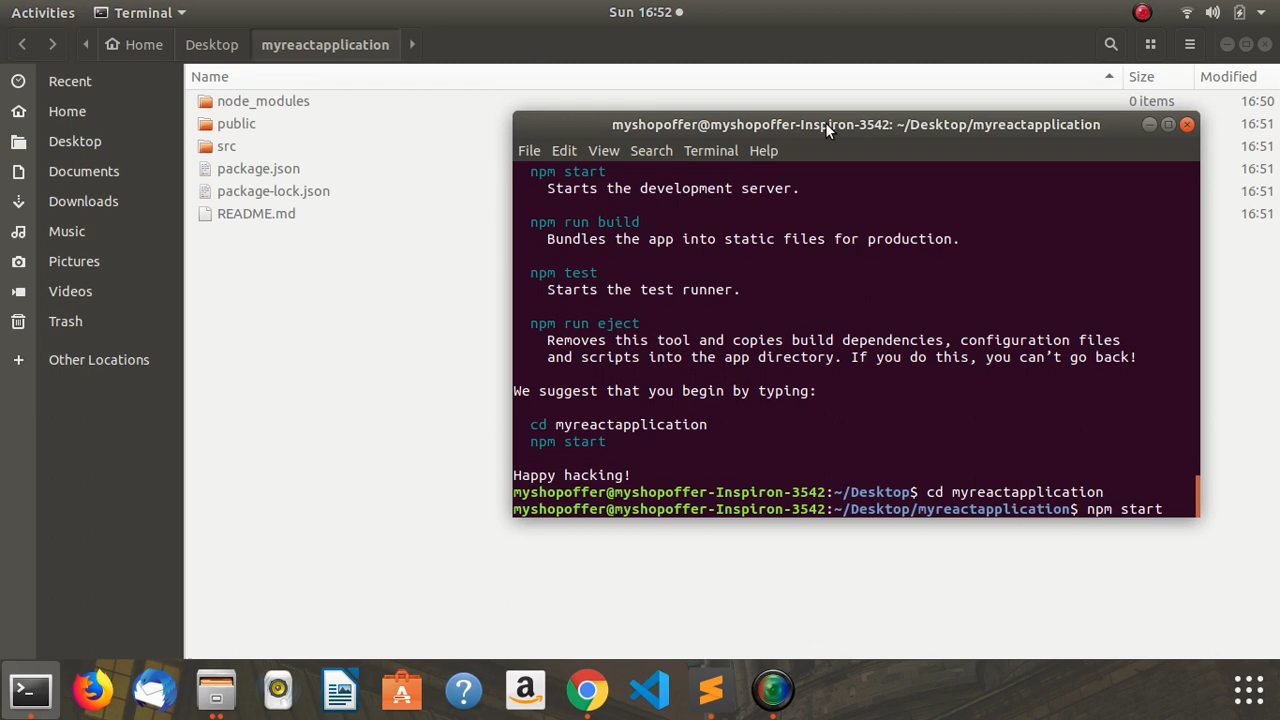 Activities Terminal Sun 16:52
Home Desktop myreactapplication
Recent
Home
Desktop
Documents
Downloads
Music
Pictures
Videos
Trash
Other Locations
Name Size Modified
node_modules 0 items 16:50
public 16:51
src 16:51
package.json 16:51
package-lock.json 16:51
README.md 16:51
myshopoffer@myshopoffer-Inspiron-3542: ~/Desktop/myreactapplication
File Edit View Search Terminal Help
npm start
Starts the development server.
npm run build
Bundles the app into static files for production.
npm test
Starts the test runner.
npm run eject
Removes this tool and copies build dependencies, configuration files
and scripts into the app directory. If you do this, you can’t go back!
We suggest that you begin by typing:
cd myreactapplication
npm start
Happy hacking!
myshopoffer@myshopoffer-Inspiron-3542:~/Desktop$ cd myreactapplication
myshopoffer@myshopoffer-Inspiron-3542:~/Desktop/myreactapplication$ npm start